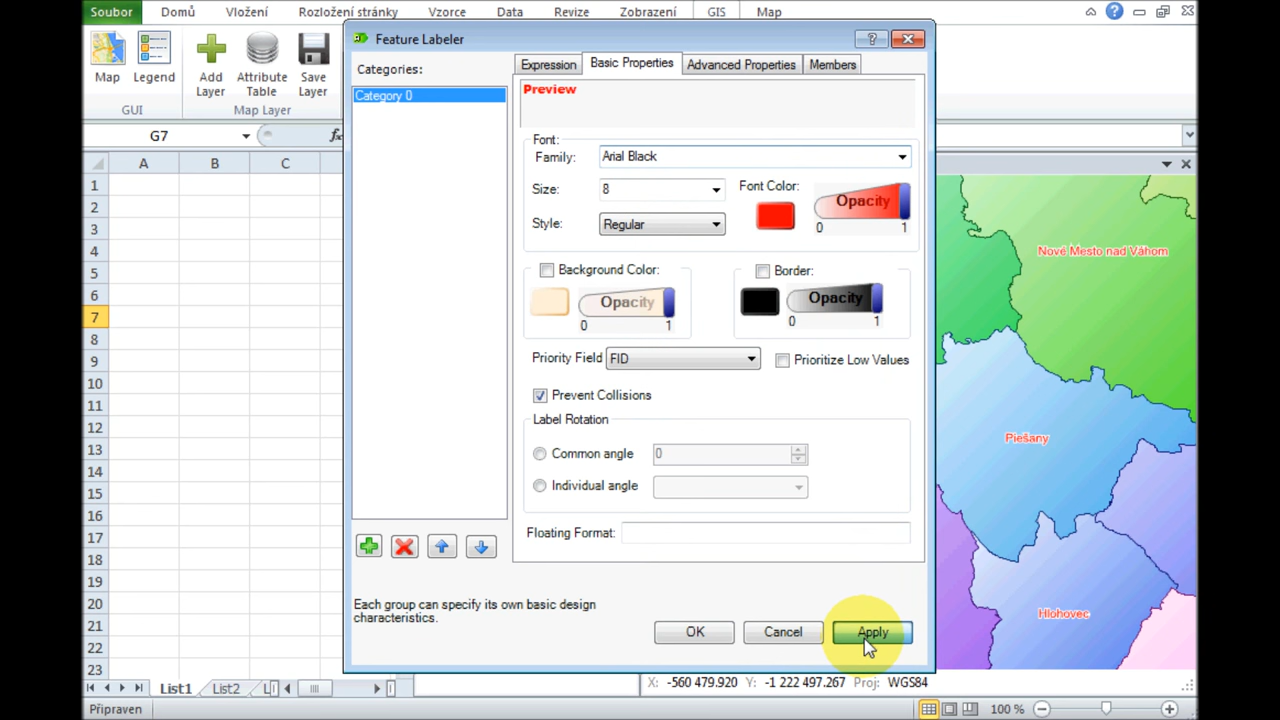 Soubor Domů Vložení Rozložení stránky Vzorce Data Revize Zobrazení GIS Map
Map Legend Add Layer Attribute Table Save Layer
GUI Map Layer
G7
A B C
1
2
3
4
5
6
7
8
9
10
11
12
13
14
15
16
17
18
19
20
21
22
23
List1 List2
Připraven
Feature Labeler
Categories:
Category 0
Expression Basic Properties Advanced Properties Members
Preview
Font:
Family: Arial Black
Size: 8 Font Color: Opacity
0 1
Style: Regular
Background Color: Border:
Opacity Opacity
0 1 0 1
Priority Field FID Prioritize Low Values
Prevent Collisions
Label Rotation
Common angle 0
Individual angle
Floating Format:
Each group can specify its own basic design
characteristics.
OK Cancel Apply
Nové Mesto nad Váhom
Piešany
Hlohovec
X: -560 479.920 Y: -1 222 497.267 Proj: WGS84
100 %